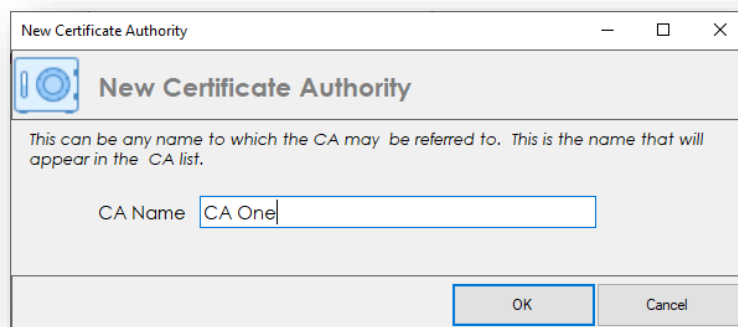 New Certificate Authority
New Certificate Authority
This can be any name to which the CA may be referred to. This is the name that will
appear in the CA list.
CA Name CA One
OK Cancel